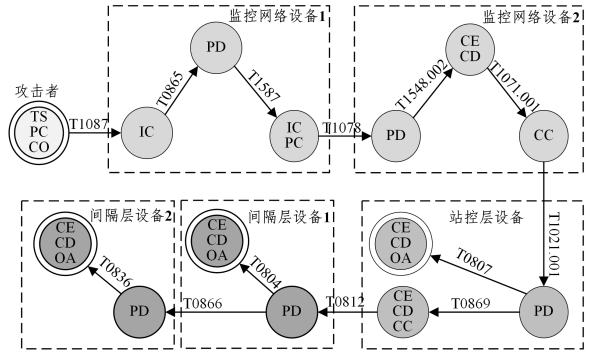 监控网络设备1
监控网络设备2
攻击者
TS
PC
CO
T1087
IC
T0865
PD
T1587
IC
PC
T1078
PD
T1548.002
CE
CD
T1071.001
CC
T1021.001
间隔层设备2
间隔层设备1
站控层设备
CE
CD
OA
T0836
PD
T0866
CE
CD
OA
T0804
PD
T0812
CE
CD
OA
T0807
CE
CD
CC
T0869
PD